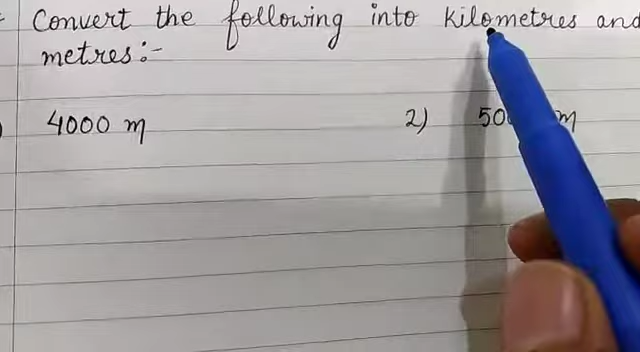 Convert the following into kilometres and
metres:-
) 4000 m 2) m